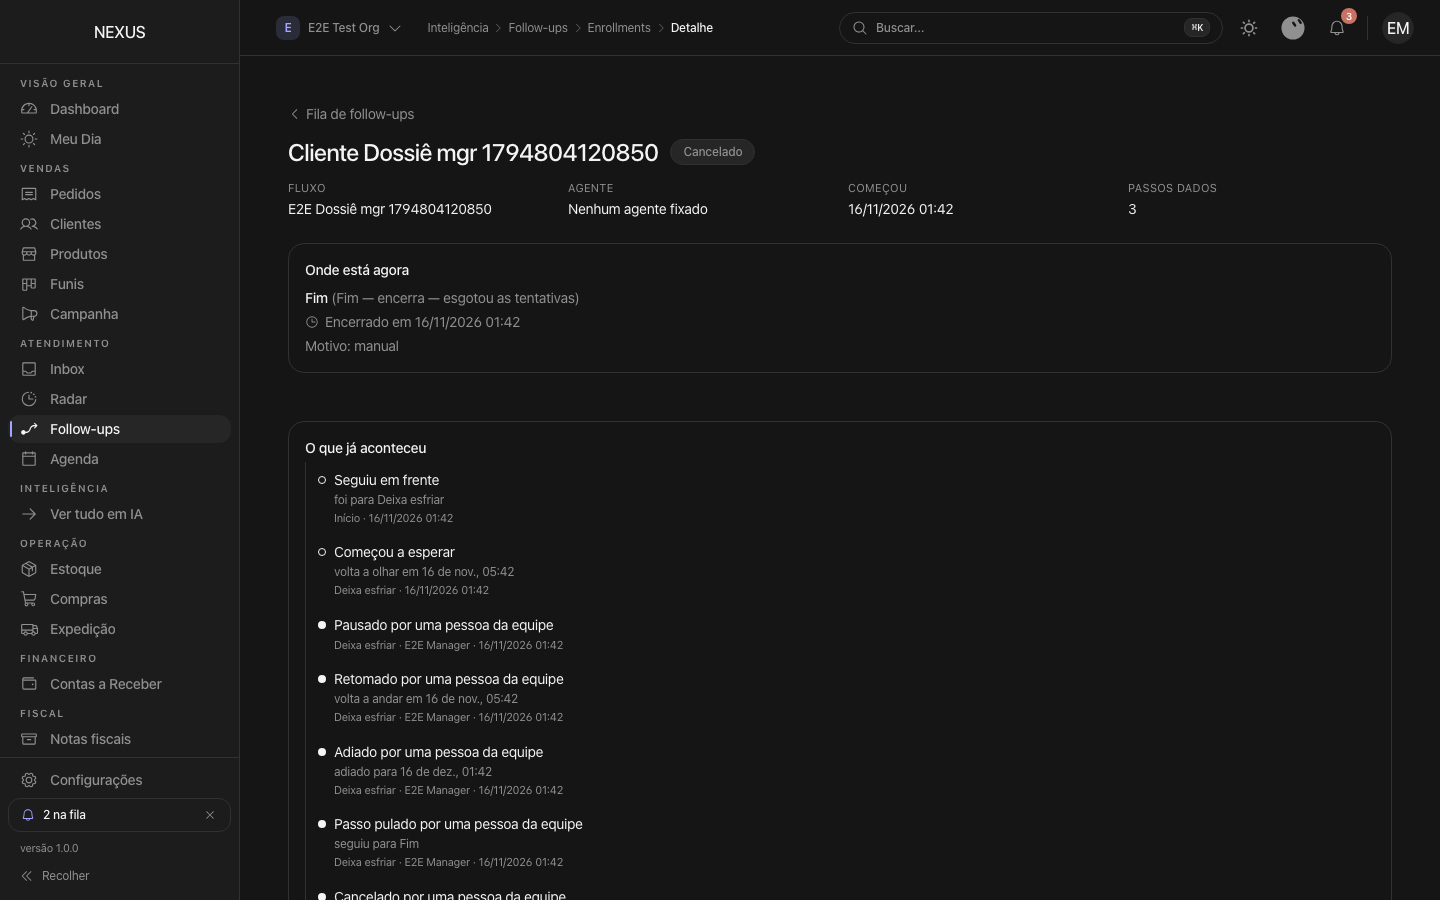 NEXUS
VISÃO GERAL
Dashboard
Meu Dia
VENDAS
Pedidos
Clientes
Produtos
Funis
Campanha
ATENDIMENTO
Inbox
Radar
Follow-ups
Agenda
INTELIGÊNCIA
Ver tudo em IA
OPERAÇÃO
Estoque
Compras
Expedição
FINANCEIRO
Contas a Receber
FISCAL
Notas fiscais
Configurações
2 na fila
versão 1.0.0
Recolher
E E2E Test Org Inteligência Follow-ups Enrollments Detalhe Buscar... ⌘K 3 EM
Fila de follow-ups
Cliente Dossiê mgr 1794804120850 Cancelado
FLUXO AGENTE COMEÇOU PASSOS DADOS
E2E Dossiê mgr 1794804120850 Nenhum agente fixado 16/11/2026 01:42 3
Onde está agora
Fim (Fim — encerra — esgotou as tentativas)
Encerrado em 16/11/2026 01:42
Motivo: manual
O que já aconteceu
Seguiu em frente
foi para Deixa esfriar
Início · 16/11/2026 01:42
Começou a esperar
volta a olhar em 16 de nov., 05:42
Deixa esfriar · 16/11/2026 01:42
Pausado por uma pessoa da equipe
Deixa esfriar · E2E Manager · 16/11/2026 01:42
Retomado por uma pessoa da equipe
volta a andar em 16 de nov., 05:42
Deixa esfriar · E2E Manager · 16/11/2026 01:42
Adiado por uma pessoa da equipe
adiado para 16 de dez., 01:42
Deixa esfriar · E2E Manager · 16/11/2026 01:42
Passo pulado por uma pessoa da equipe
seguiu para Fim
Deixa esfriar · E2E Manager · 16/11/2026 01:42
Cancelado por uma pessoa da equipe